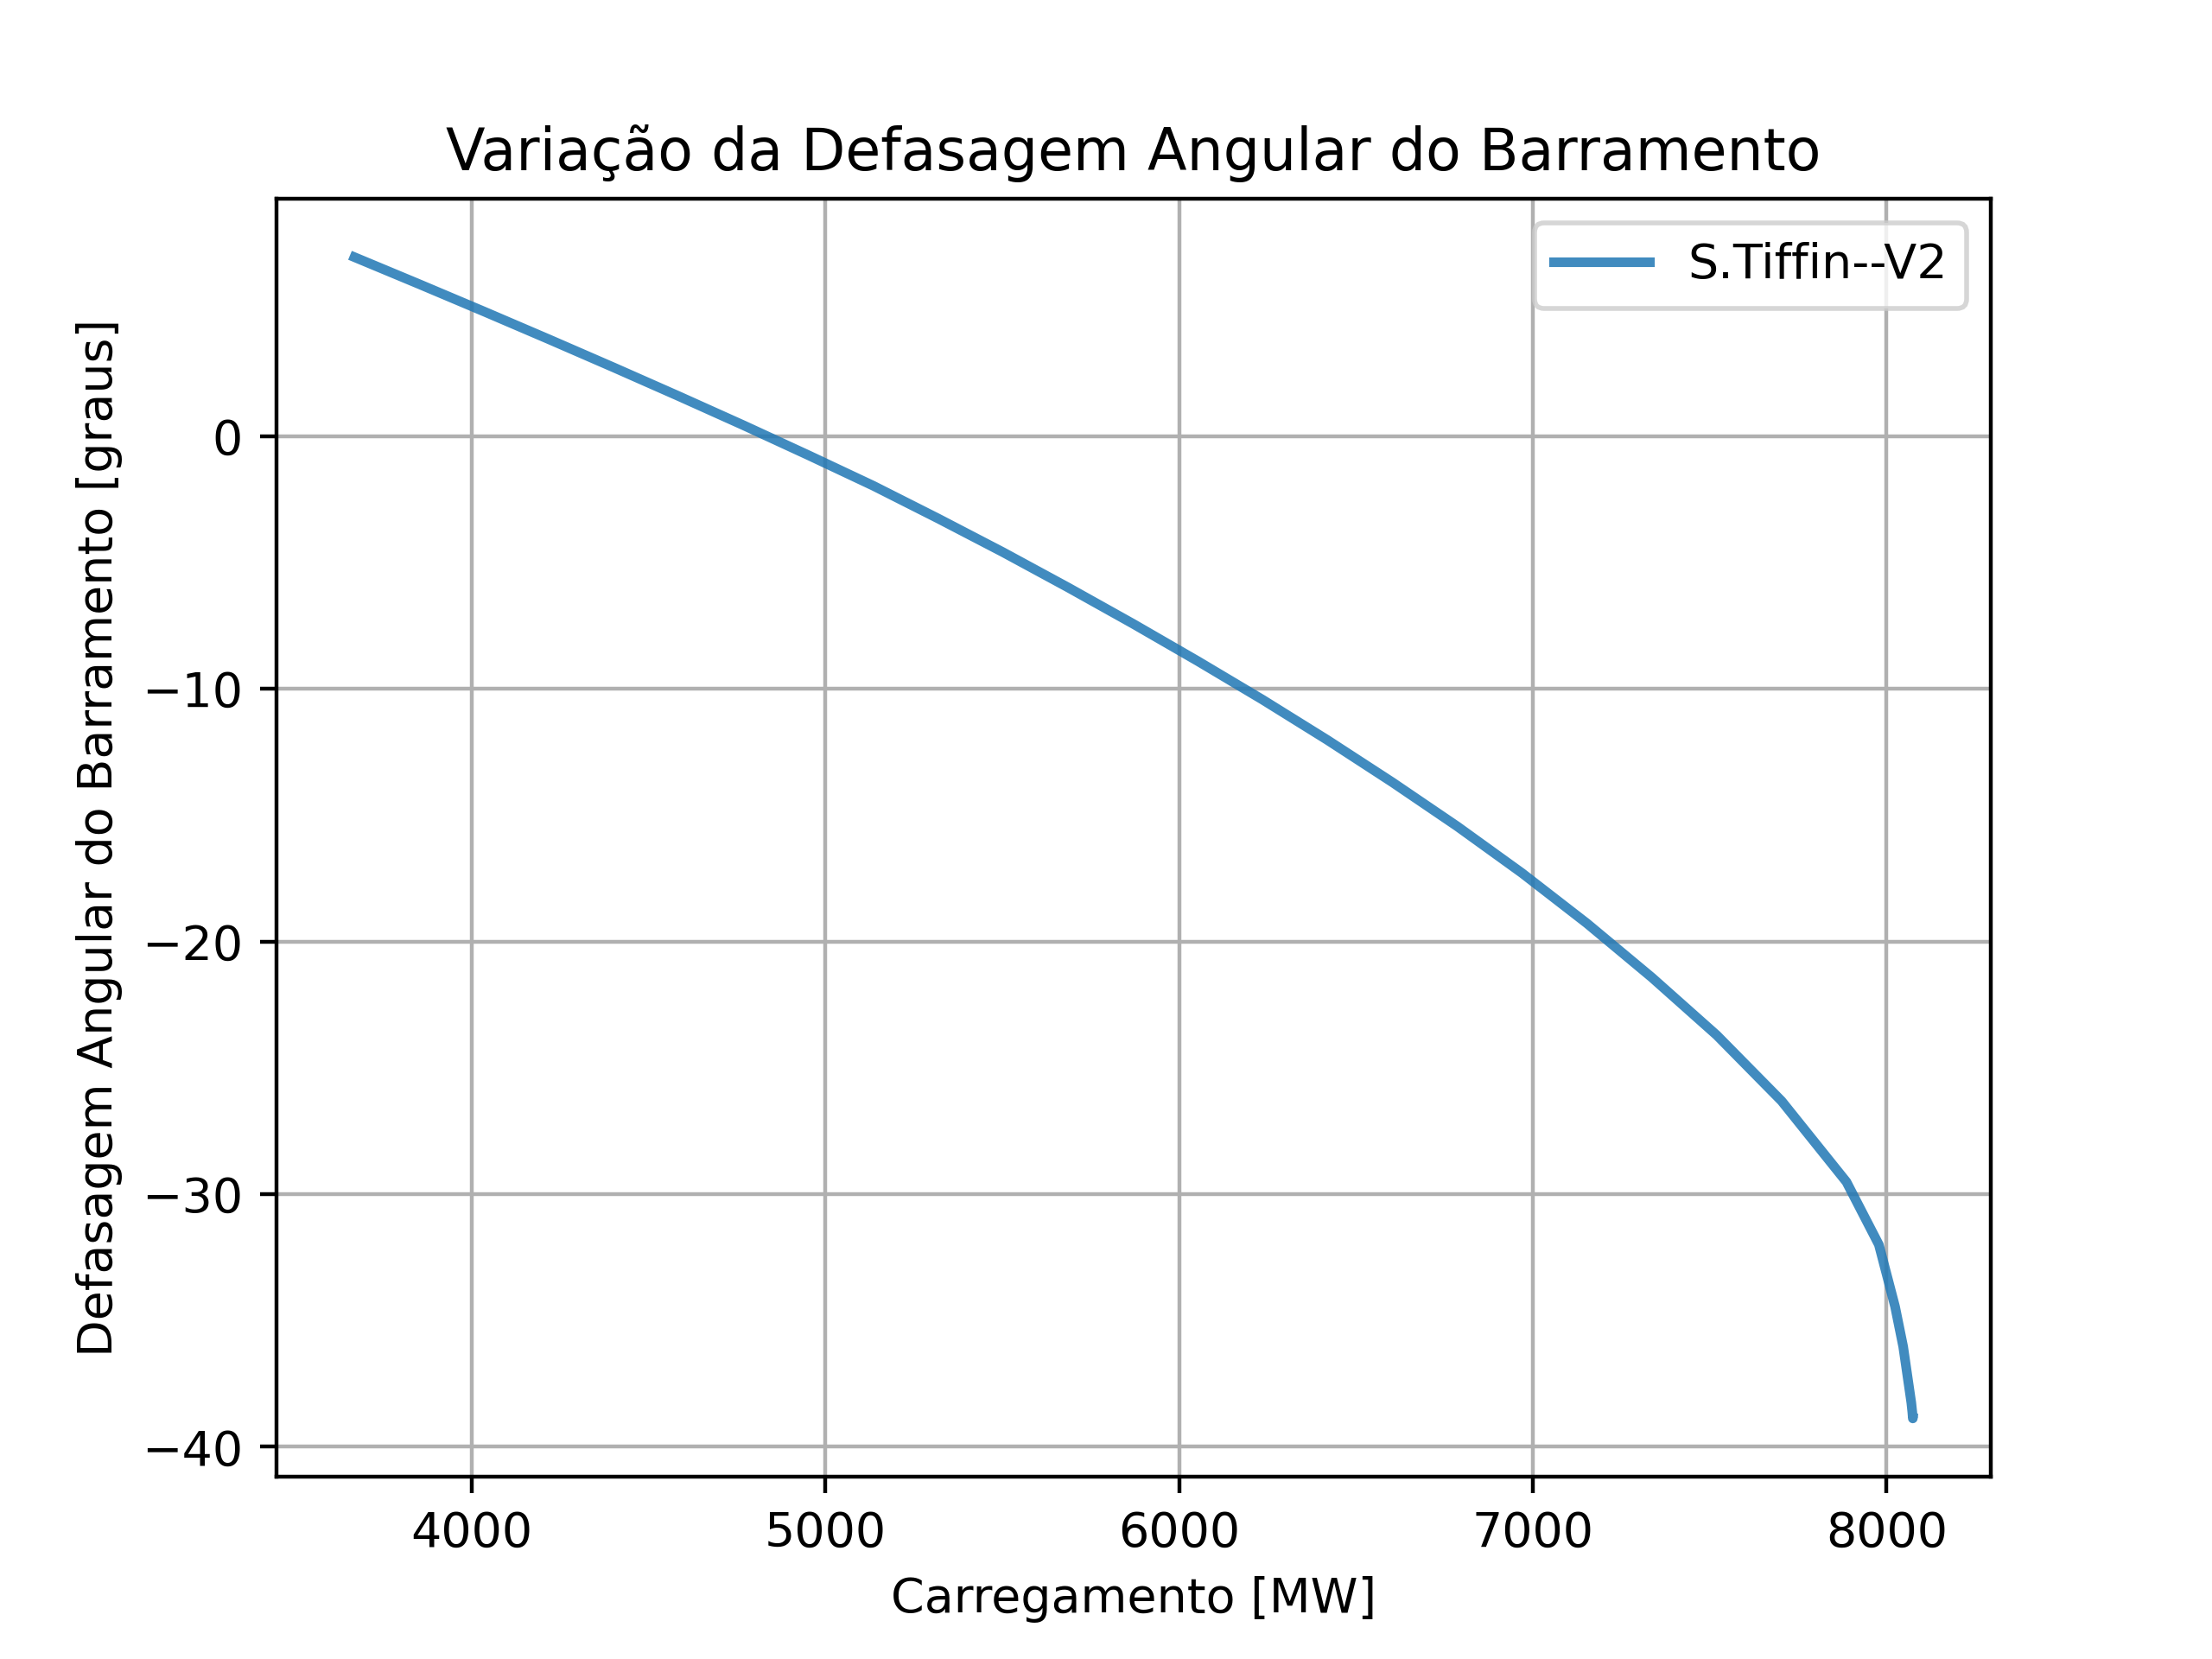 Variação da Defasagem Angular do Barramento
S.Tiffin--V2
Defasagem Angular do Barramento [graus]
0
−10
−20
−30
−40
4000 5000 6000 7000 8000
Carregamento [MW]